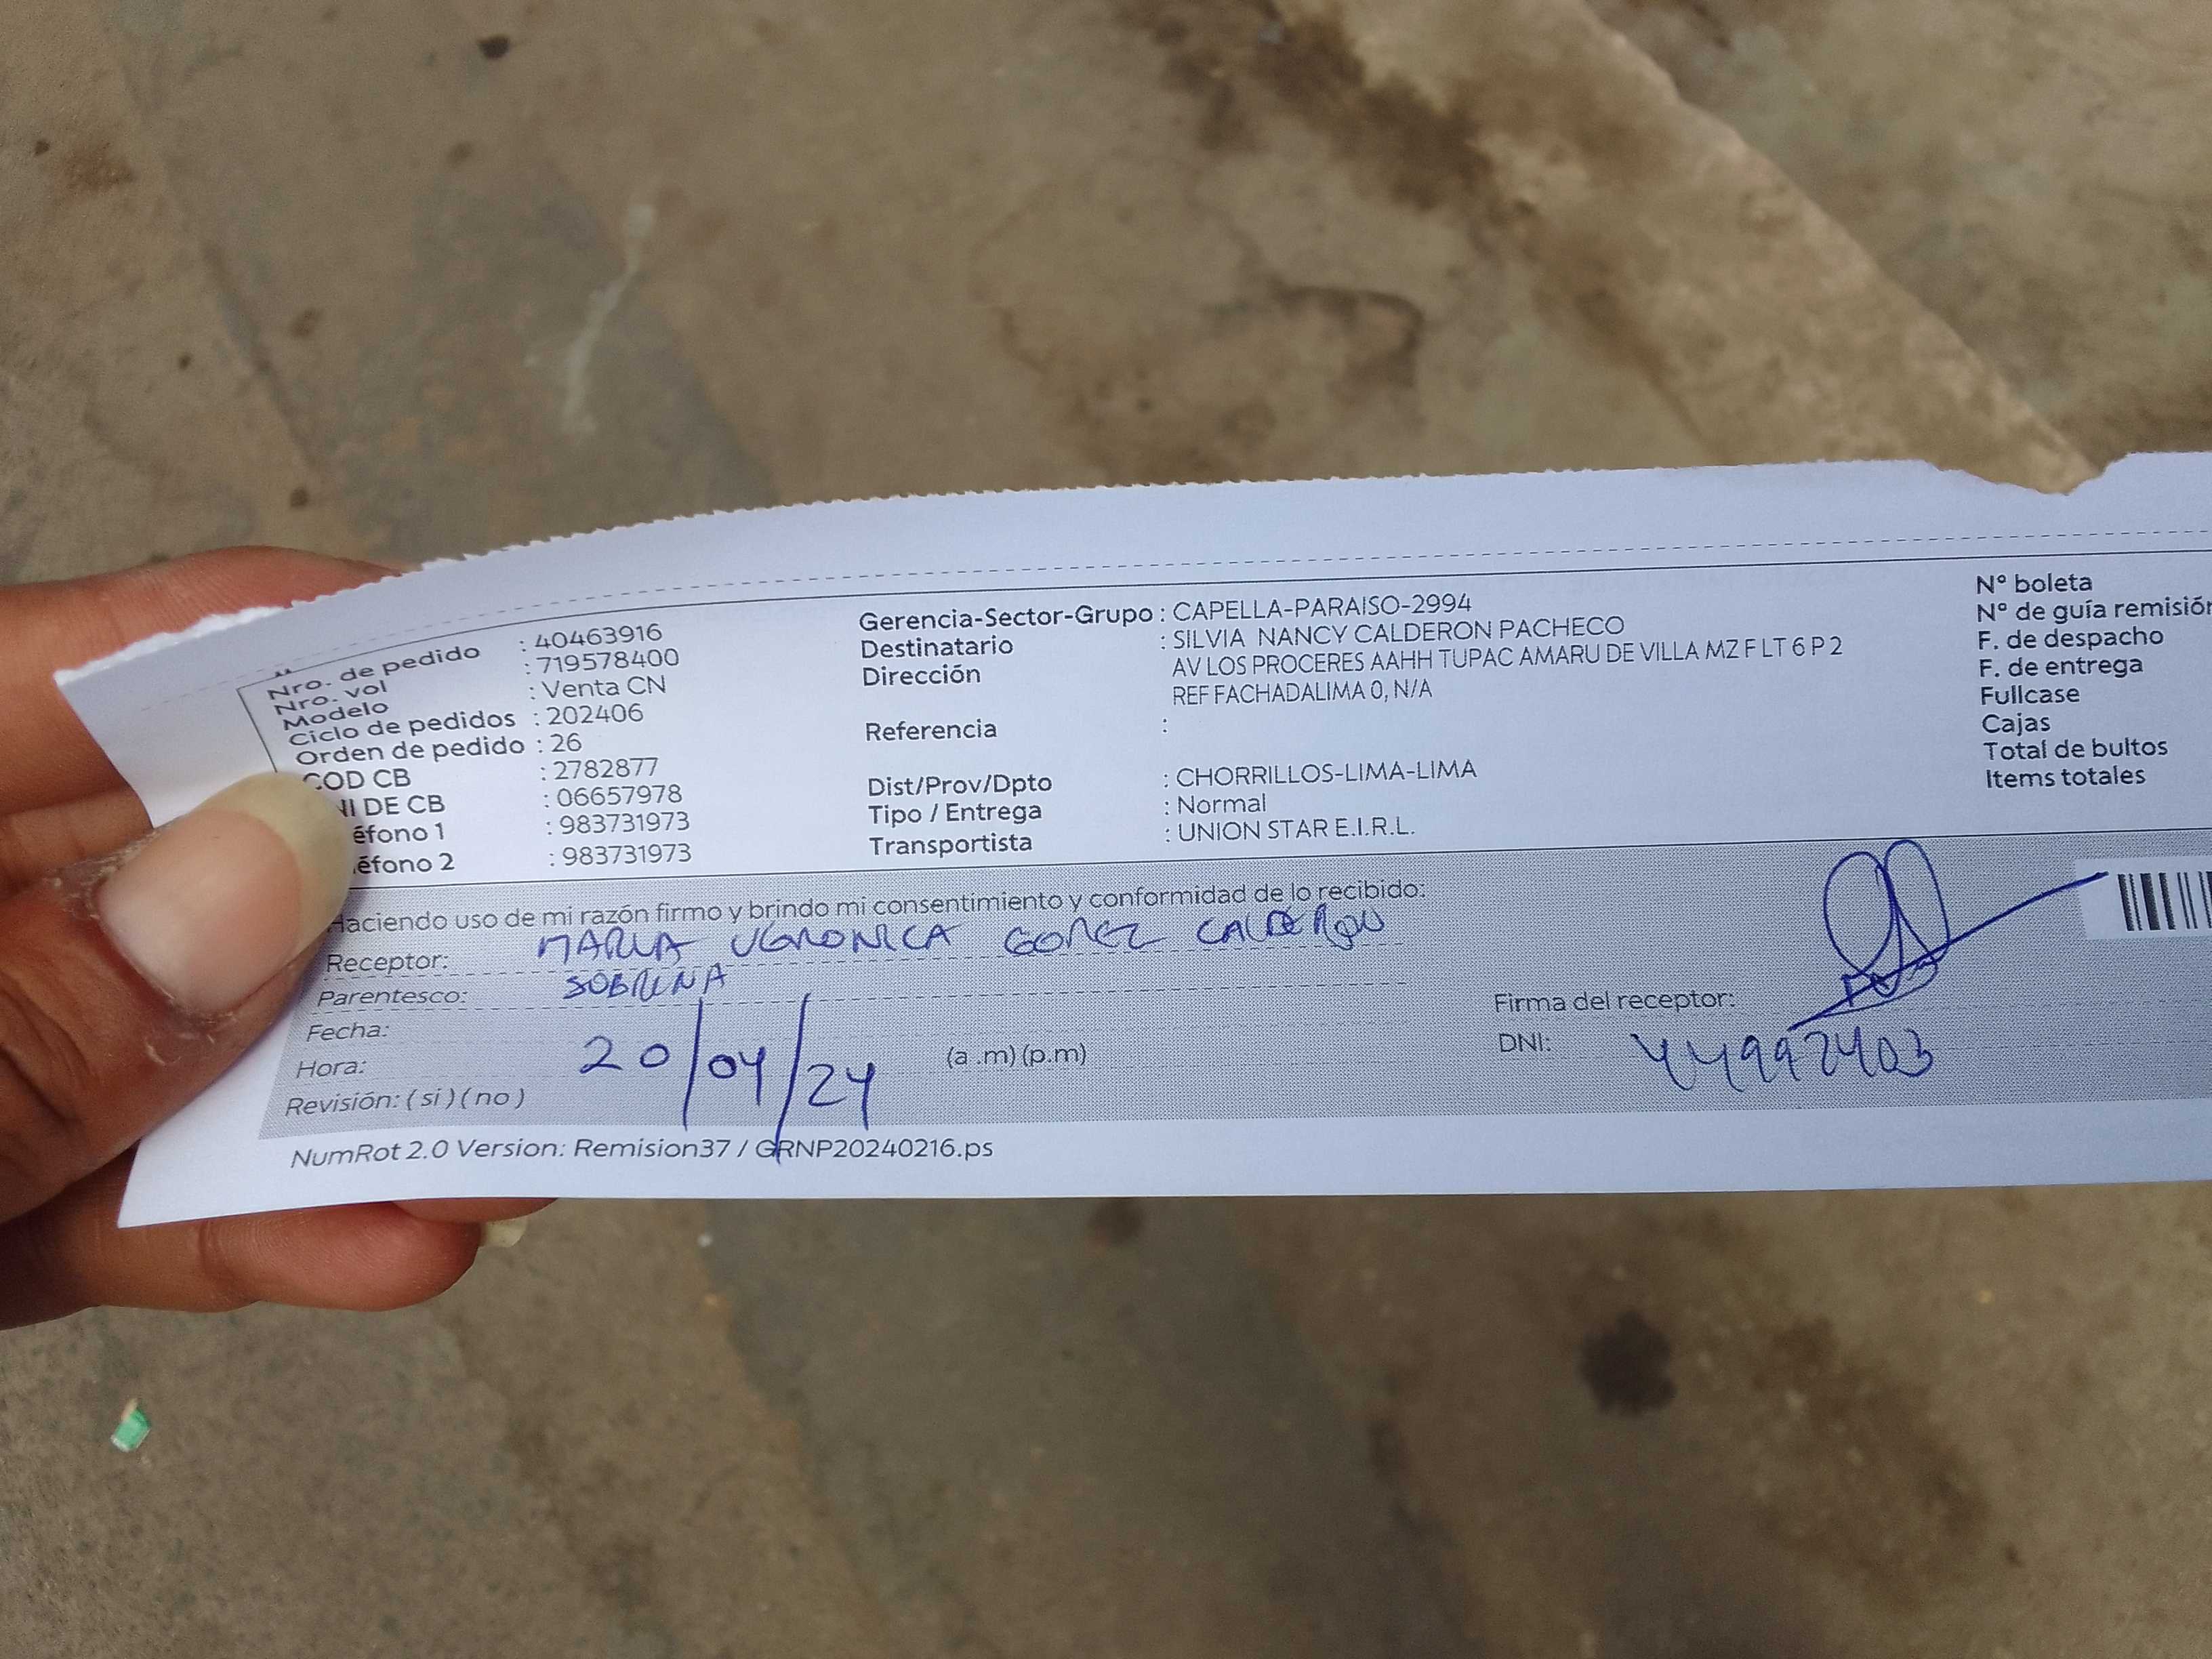 Nro. de pedido : 40463916
Nro. vol : 719578400
Modelo : Venta CN
Ciclo de pedidos : 202406
Orden de pedido : 26
COD CB : 2782877
NI DE CB : 06657978
éfono 1 : 983731973
éfono 2 : 983731973
Gerencia-Sector-Grupo : CAPELLA-PARAISO-2994
Destinatario : SILVIA NANCY CALDERON PACHECO
Dirección AV LOS PROCERES AAHH TUPAC AMARU DE VILLA MZ F LT 6 P 2
REF FACHADALIMA 0, N/A
Referencia :
Dist/Prov/Dpto : CHORRILLOS-LIMA-LIMA
Tipo / Entrega : Normal
Transportista : UNION STAR E.I.R.L.
Nº boleta
Nº de guía remisión
F. de despacho
F. de entrega
Fullcase
Cajas
Total de bultos
Items totales
Haciendo uso de mi razón firmo y brindo mi consentimiento y conformidad de lo recibido:
Receptor: MARIA VERONICA GOMEZ CALDERON
Parentesco: SOBRINA
Fecha: 20/04/24
Hora: (a .m) (p.m)
Revisión: ( si ) ( no )
Firma del receptor:
DNI: 44992403
NumRot 2.0 Version: Remision37 / GRNP20240216.ps